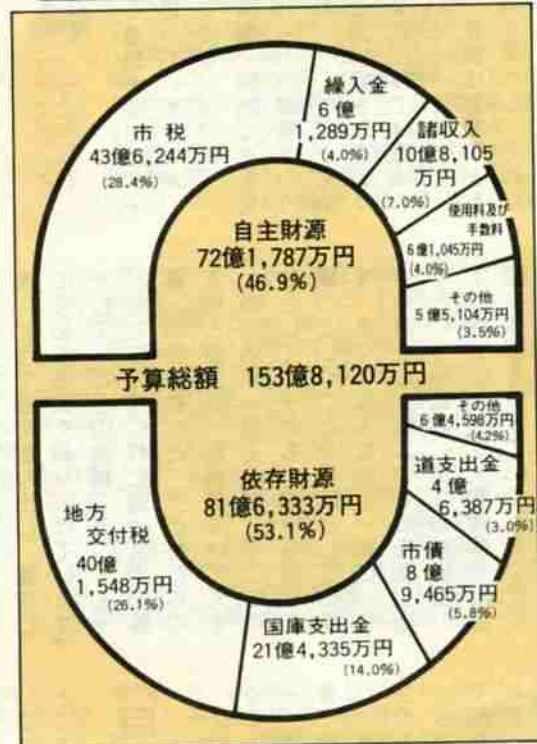 市税
43億6,244万円
(28.4%)
繰入金
6億
1,289万円
(4.0%)
諸収入
10億8,105
万円
(7.0%)
使用料及び
手数料
6億1,045万円
(4.0%)
その他
5億5,104万円
(3.5%)
自主財源
72億1,787万円
(46.9%)
予算総額 153億8,120万円
依存財源
81億6,333万円
(53.1%)
その他
6億4,598万円
(4.2%)
道支出金
4億
6,387万円
(3.0%)
市債
8億
9,465万円
(5.8%)
国庫支出金
21億4,335万円
(14.0%)
地方
交付税
40億
1,548万円
(26.1%)